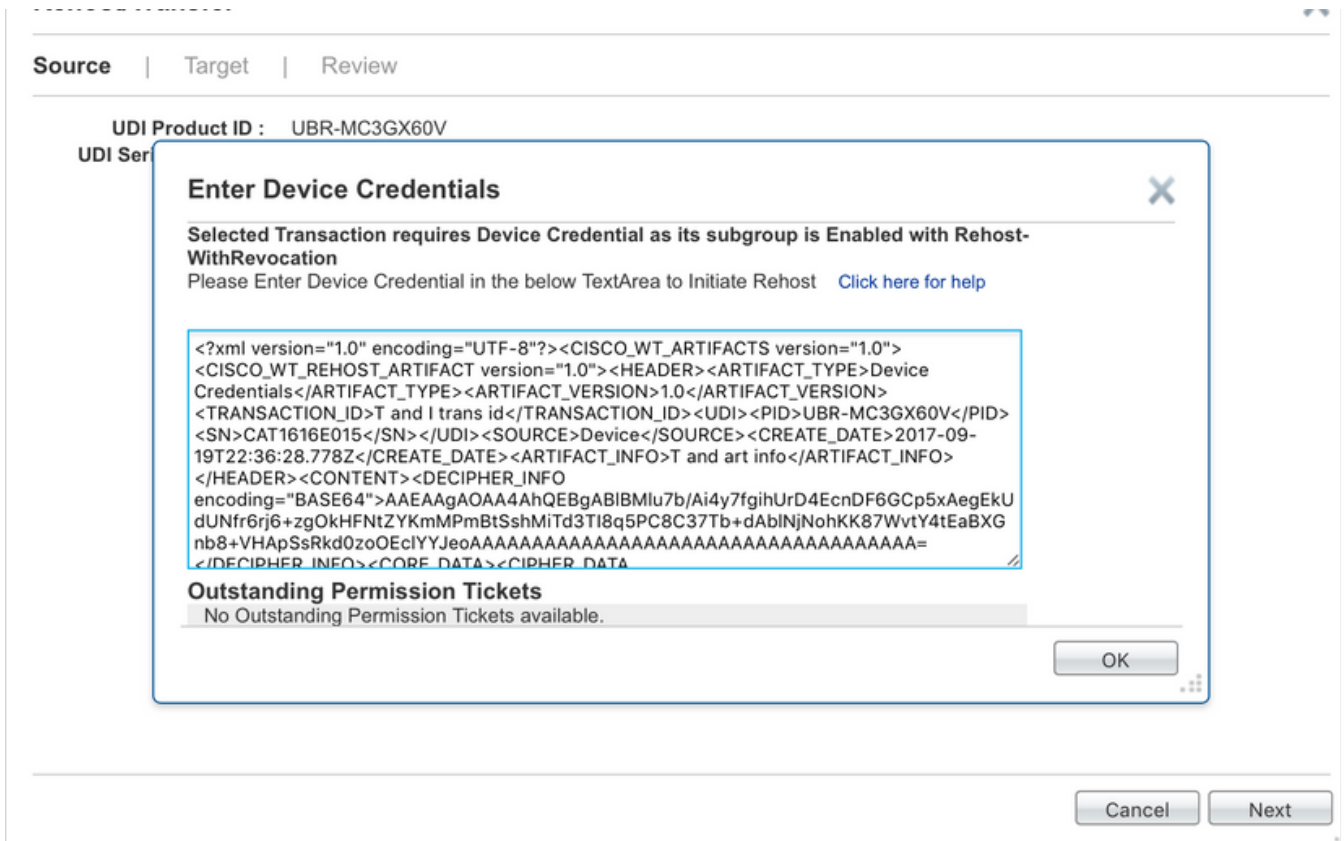 Source | Target | Review
UDI Product ID : UBR-MC3GX60V
UDI Seri
Enter Device Credentials
Selected Transaction requires Device Credential as its subgroup is Enabled with Rehost-
WithRevocation
Please Enter Device Credential in the below TextArea to Initiate Rehost Click here for help
<?xml version="1.0" encoding="UTF-8"?><CISCO_WT_ARTIFACTS version="1.0">
<CISCO_WT_REHOST_ARTIFACT version="1.0"><HEADER><ARTIFACT_TYPE>Device
Credentials</ARTIFACT_TYPE><ARTIFACT_VERSION>1.0</ARTIFACT_VERSION>
<TRANSACTION_ID>T and I trans id</TRANSACTION_ID><UDI><PID>UBR-MC3GX60V</PID>
<SN>CAT1616E015</SN></UDI><SOURCE>Device</SOURCE><CREATE_DATE>2017-09-
19T22:36:28.778Z</CREATE_DATE><ARTIFACT_INFO>T and art info</ARTIFACT_INFO>
</HEADER><CONTENT><DECIPHER_INFO
encoding="BASE64">AAEAAgAOAA4AhQEBgABlBMlu7b/Ai4y7fgihUrD4EcnDF6GCp5xAegEkU
dUNfr6rj6+zgOkHFNtZYKmMPmBtSshMiTd3TI8q5PC8C37Tb+dAblNjNohKK87WvtY4tEaBXG
nb8+VHApSsRkd0zoOEclYYJeoAAAAAAAAAAAAAAAAAAAAAAAAAAAAAAAAAAAA=
</DECIPHER_INFO><CORE_DATA><CIPHER_DATA
Outstanding Permission Tickets
No Outstanding Permission Tickets available.
OK
Cancel Next